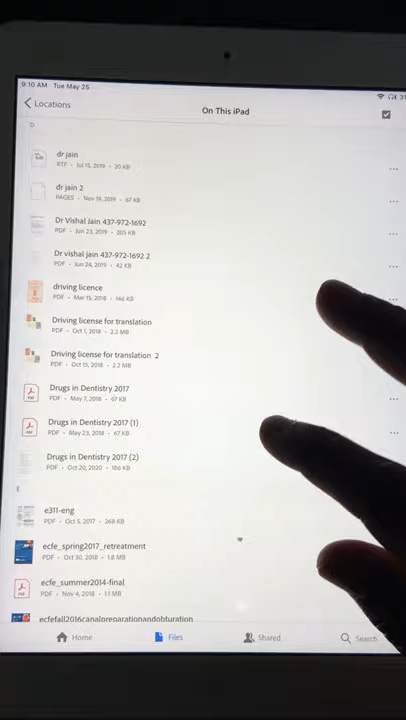 9:10 AM Tue May 25
Locations
On This iPad
D
dr jain
RTF • Jul 15, 2019 • 20 KB
dr jain 2
PAGES • Nov 19, 2019 • 67 KB
Dr Vishal Jain 437-972-1692
PDF • Jun 23, 2019 • 205 KB
Dr vishal jain 437-972-1692 2
PDF • Jun 24, 2019 • 42 KB
driving licence
PDF • Mar 15, 2018 • 146 KB
Driving license for translation
PDF • Oct 1, 2018 • 2.2 MB
Driving license for translation 2
PDF • Oct 15, 2018 • 2.2 MB
Drugs in Dentistry 2017
PDF • May 7, 2018 • 67 KB
Drugs in Dentistry 2017 (1)
PDF • May 23, 2018 • 67 KB
Drugs in Dentistry 2017 (2)
PDF • Oct 20, 2020 • 186 KB
E
e311-eng
PDF • Oct 5, 2017 • 269 KB
ecfe_spring2017_retreatment
PDF • Oct 30, 2018 • 1.8 MB
ecfe_summer2014-final
PDF • Nov 4, 2018 • 1.1 MB
ecfefall2016canalpreparationandobturation
Home
Files
Shared
Search